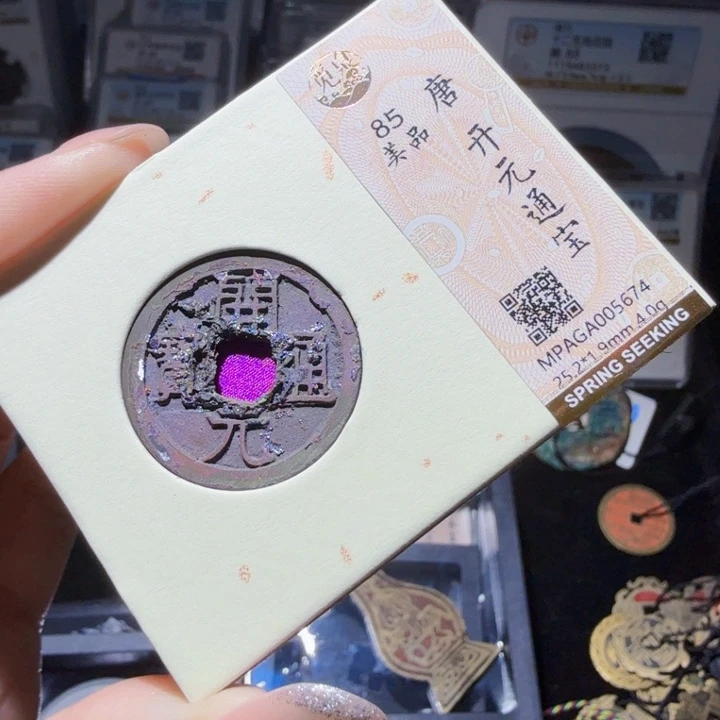 唐
开元通宝
85
美品
MPAGA005674
25.2*1.9mm 4.0g
SPRING SEEKING
開元通寶